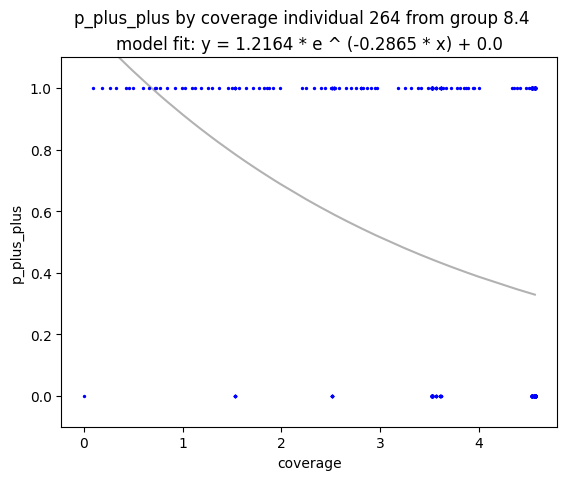 p_plus_plus by coverage individual 264 from group 8.4
model fit: y = 1.2164 * e ^ (-0.2865 * x) + 0.0
1.0
0.8
0.6
0.4
0.2
0.0
p_plus_plus
0 1 2 3 4
coverage